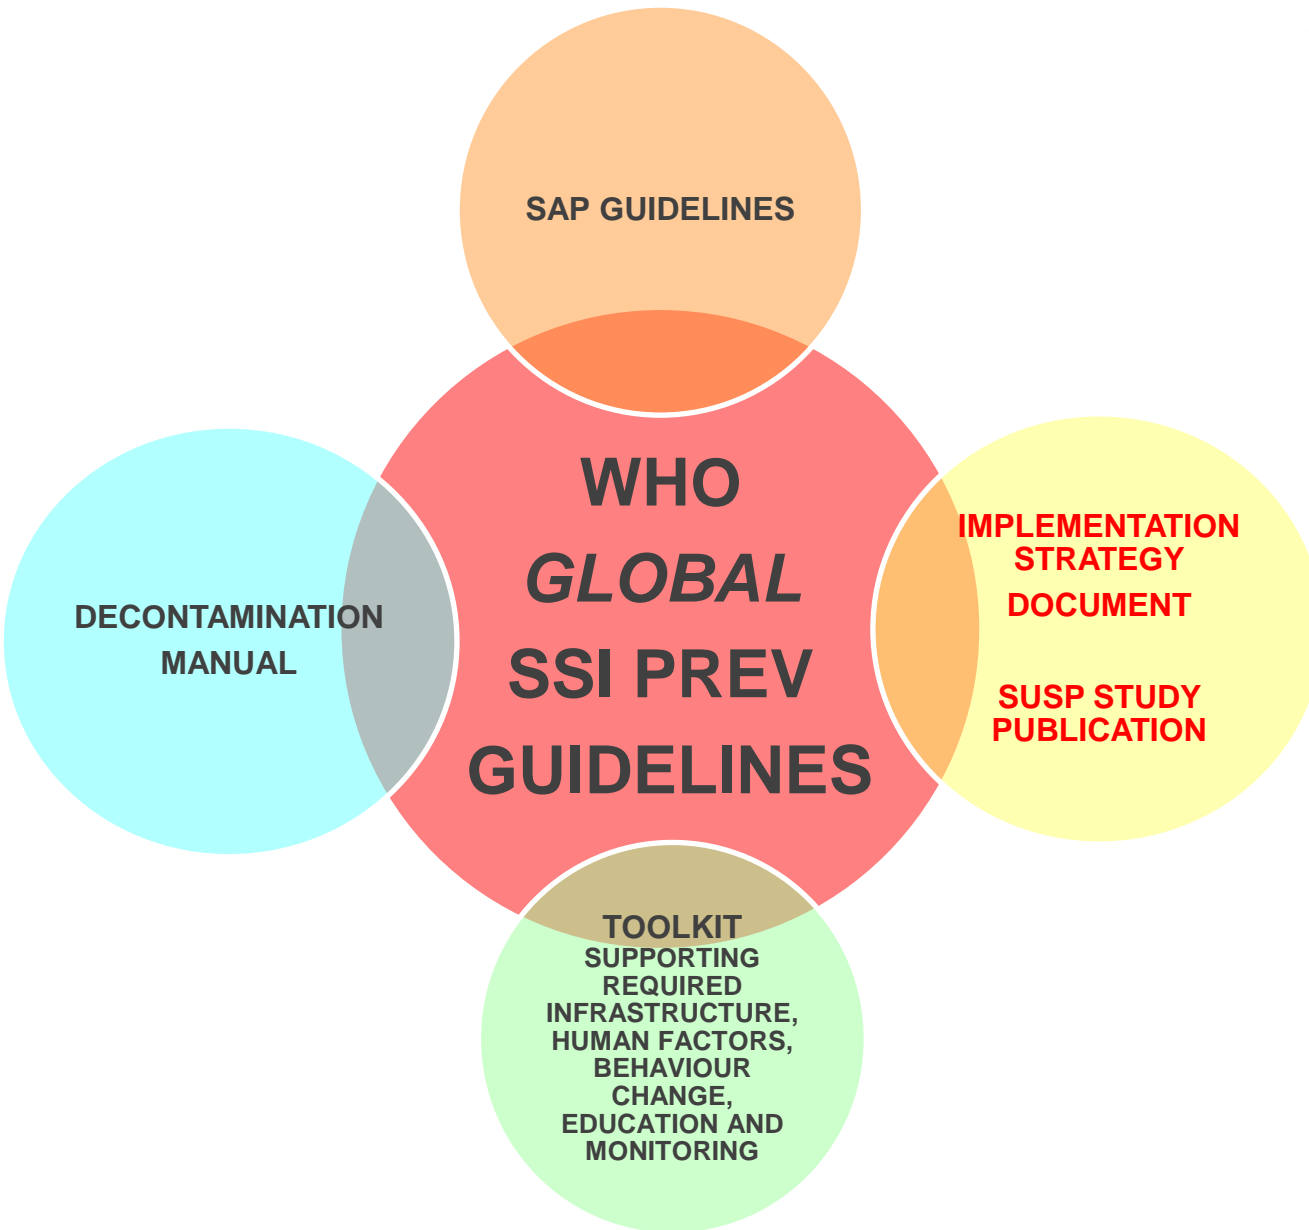 SAP GUIDELINES
WHO
GLOBAL
SSI PREV
GUIDELINES
DECONTAMINATION
MANUAL
IMPLEMENTATION
STRATEGY
DOCUMENT
SUSP STUDY
PUBLICATION
TOOLKIT
SUPPORTING
REQUIRED
INFRASTRUCTURE,
HUMAN FACTORS,
BEHAVIOUR
CHANGE,
EDUCATION AND
MONITORING